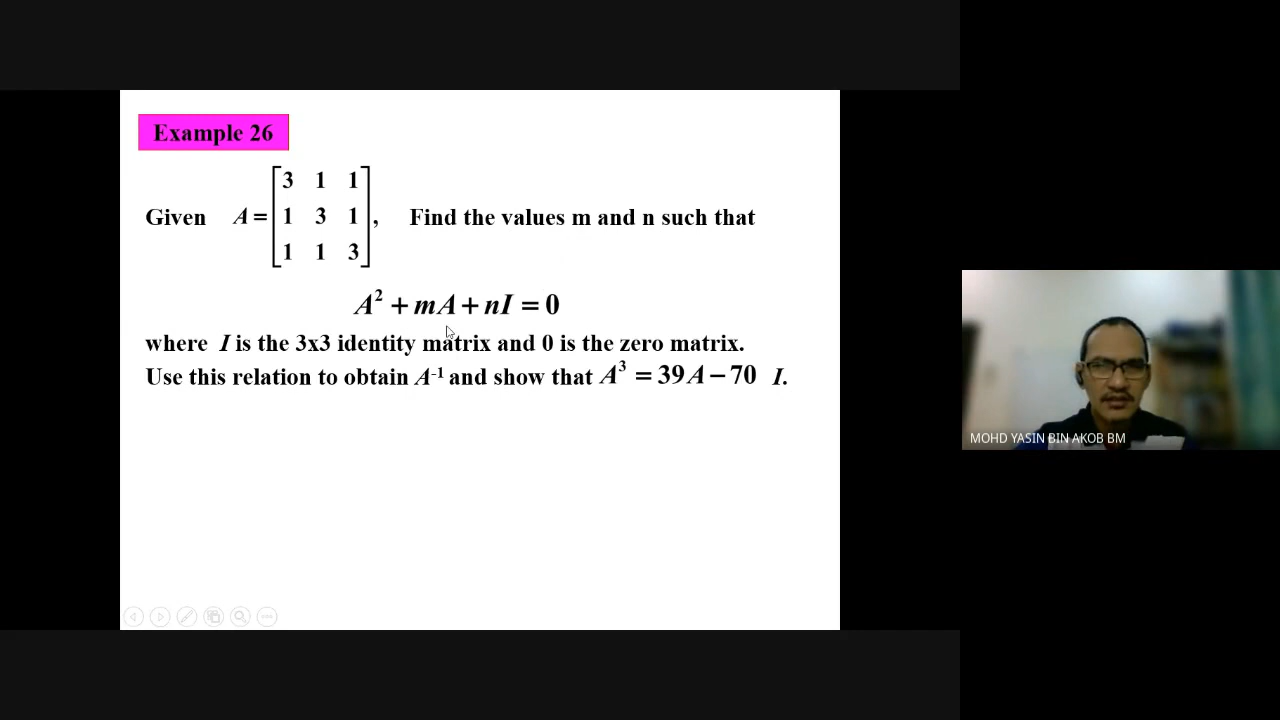 Example 26
3 1 1
Given A = 1 3 1 , Find the values m and n such that
1 1 3
A² + mA + nI = 0
where I is the 3x3 identity matrix and 0 is the zero matrix.
Use this relation to obtain A⁻¹ and show that A³ = 39A − 70 I.
MOHD YASIN BIN AKOB BM